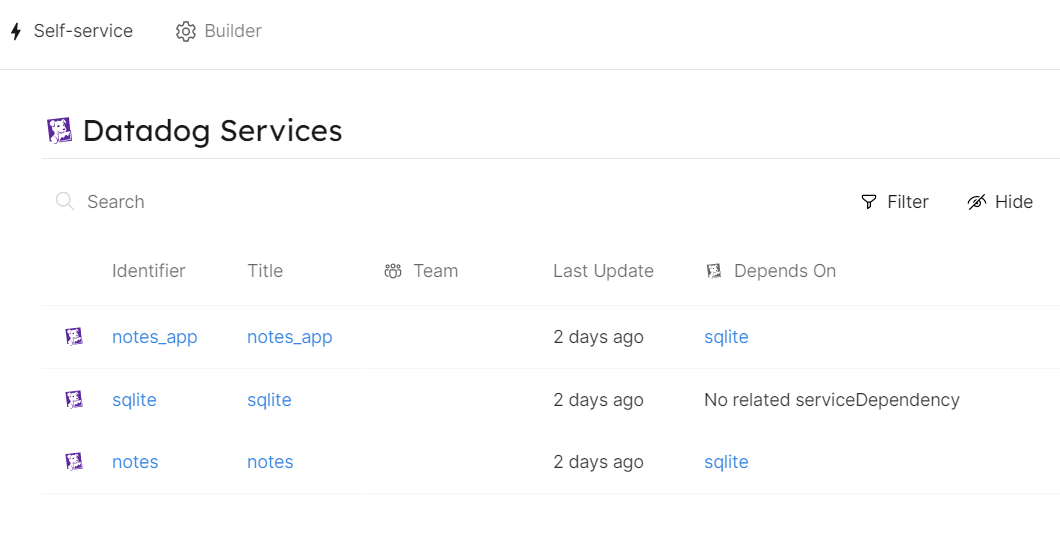 Self-service Builder
Datadog Services
Search Filter Hide
Identifier Title Team Last Update Depends On
notes_app notes_app 2 days ago sqlite
sqlite sqlite 2 days ago No related serviceDependency
notes notes 2 days ago sqlite